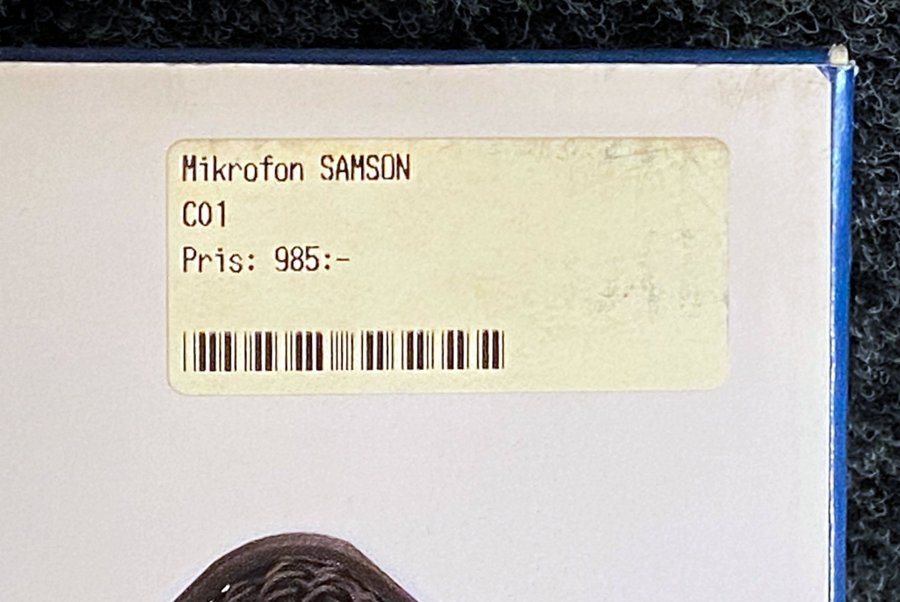 Mikrofon SAMSON
C01
Pris: 985:-